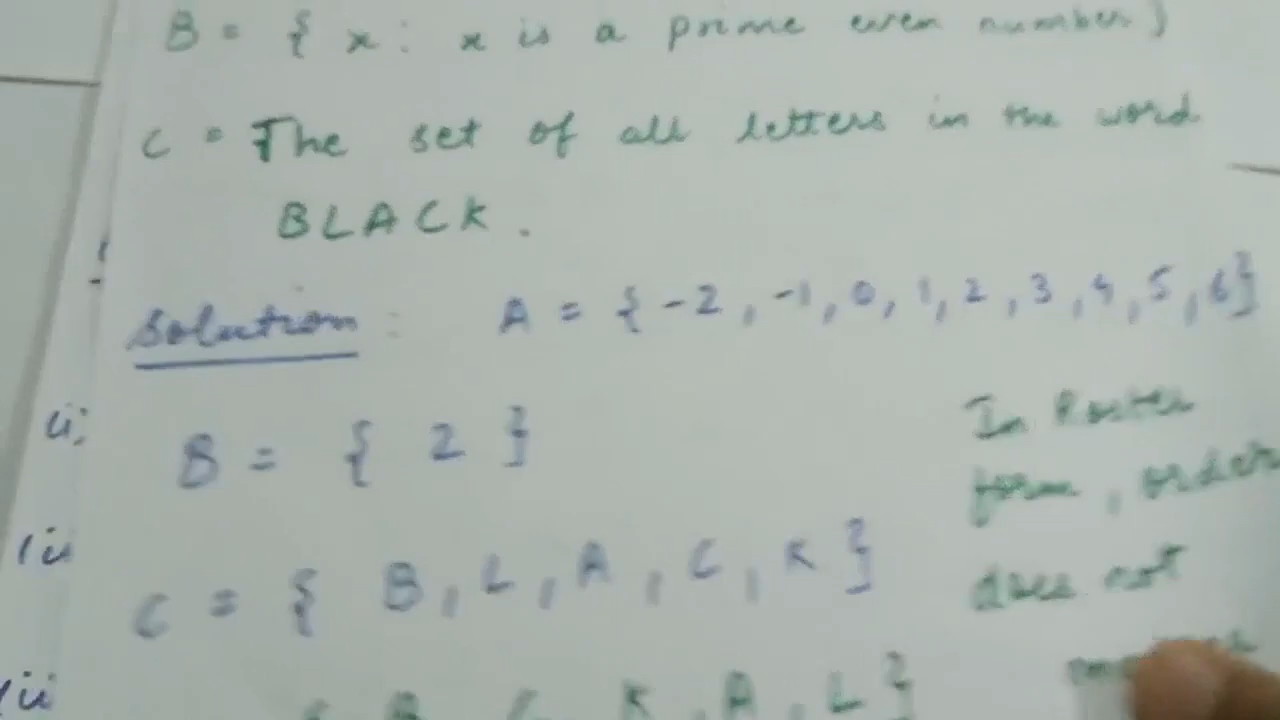 B = { x : x is a prime even number }
C = The set of all letters in the word
BLACK.
Solution : A = { -2, -1, 0, 1, 2, 3, 4, 5, 6}
B = { 2 }
C = { B, L, A, C, K }
In Roster
form, order
does not
B, C, K, A, L }